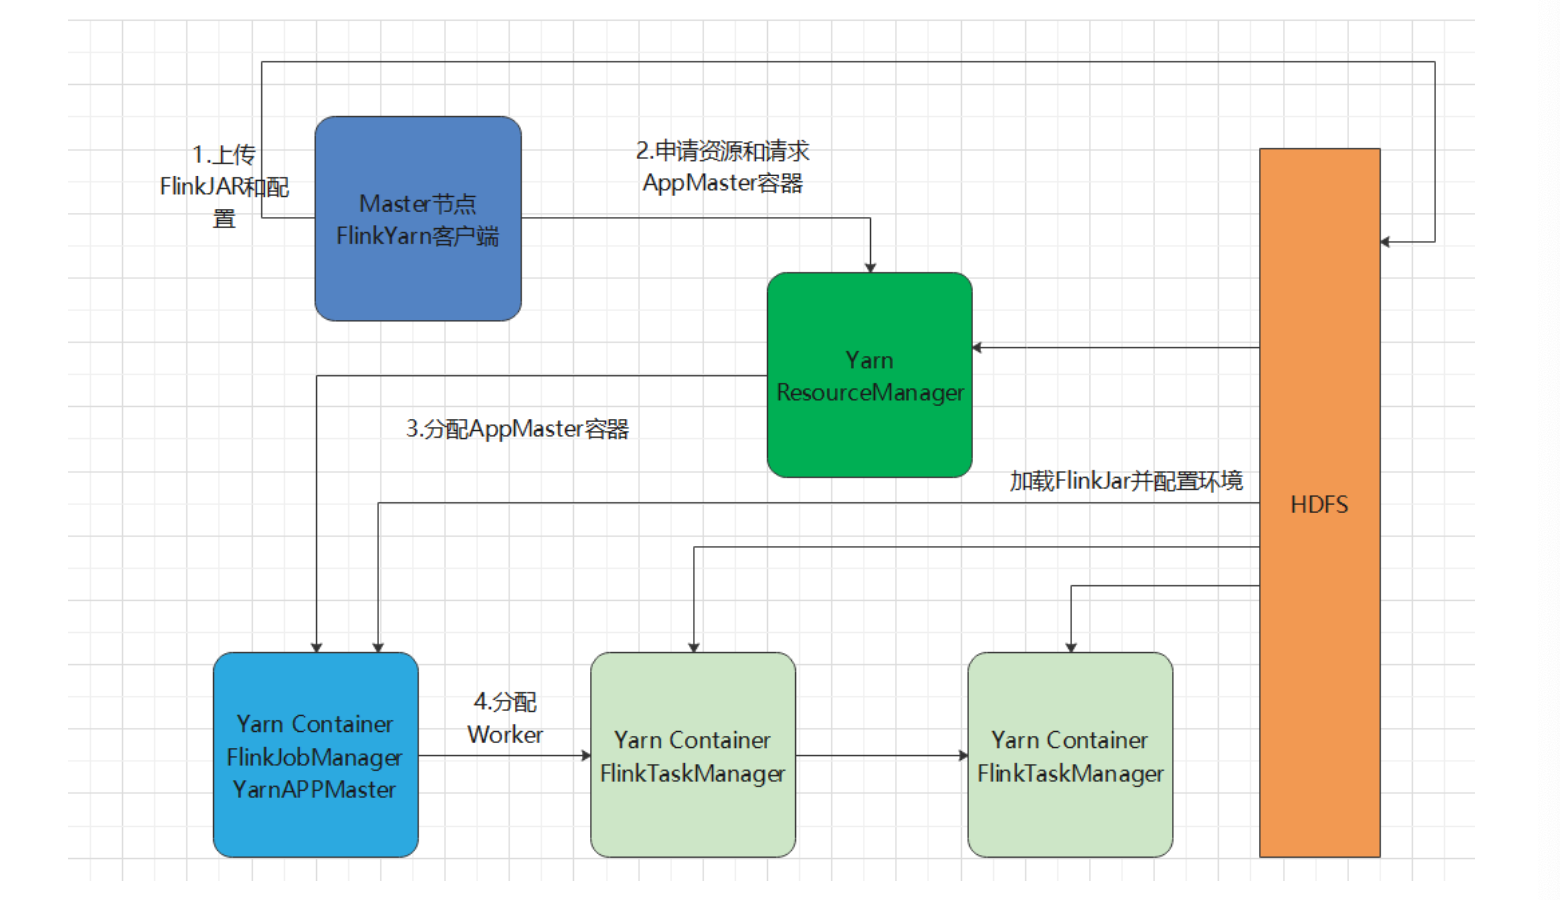 1.上传
FlinkJAR和配
置
Master节点
FlinkYarn客户端
2.申请资源和请求
AppMaster容器
Yarn
ResourceManager
3.分配AppMaster容器
加载FlinkJar并配置环境
HDFS
Yarn Container
FlinkJobManager
YarnAPPMaster
4.分配
Worker
Yarn Container
FlinkTaskManager
Yarn Container
FlinkTaskManager